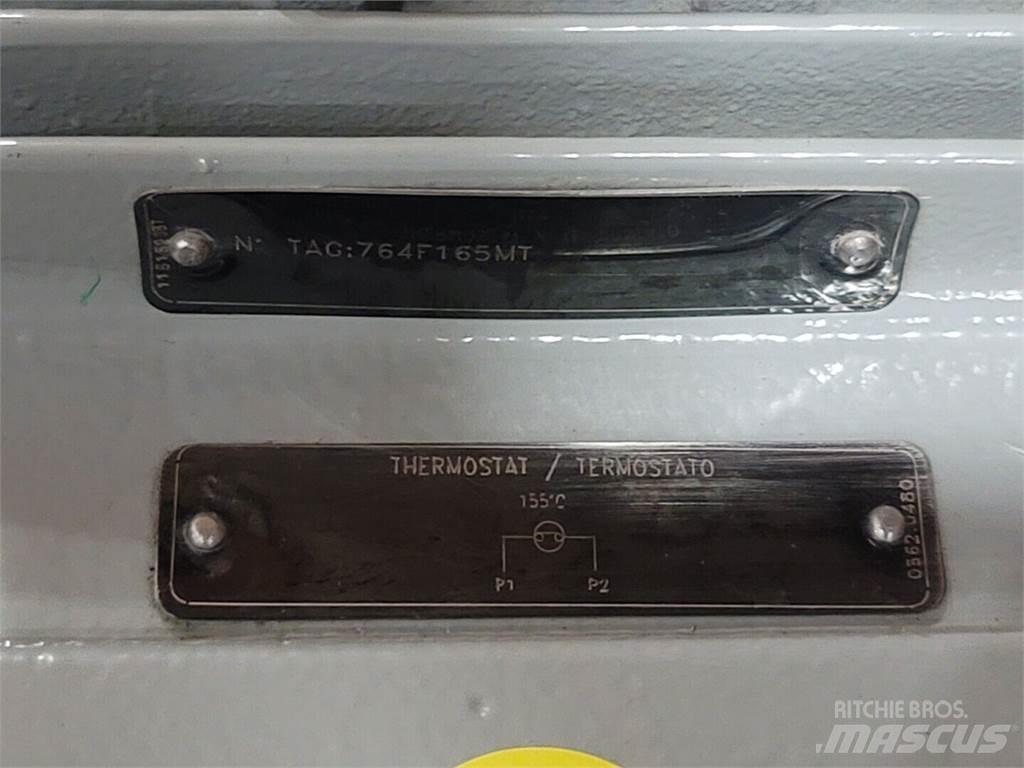 N° TAG:764F165MT
THERMOSTAT / TERMOSTATO
155°C
P1 P2
0562.0480
RITCHIE BROS.
MASCUS